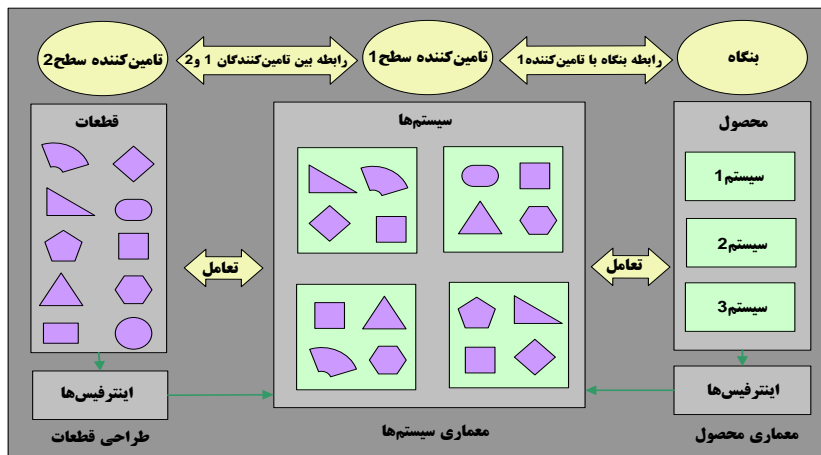 بنگاه
رابطه بنگاه با تامین‌کننده1
تامین‌کننده سطح1
رابطه بین تامین‌کنندگان 1 و2
تامین‌کننده سطح2
محصول
سیستم‌ها
قطعات
سیستم1
سیستم2
سیستم3
تعامل
تعامل
اینترفیس‌ها
اینترفیس‌ها
معماری محصول
معماری سیستم‌ها
طراحی قطعات